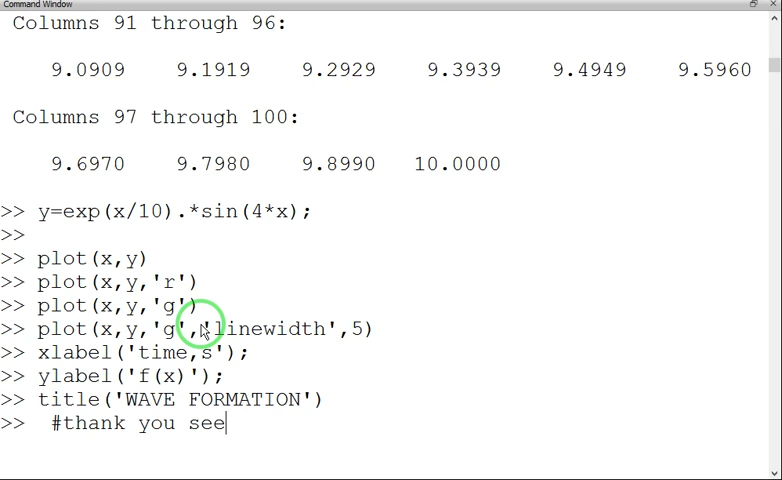 Command Window
Columns 91 through 96:
9.0909 9.1919 9.2929 9.3939 9.4949 9.5960
Columns 97 through 100:
9.6970 9.7980 9.8990 10.0000
>> y=exp(x/10).*sin(4*x);
>>
>> plot(x,y)
>> plot(x,y,'r')
>> plot(x,y,'g')
>> plot(x,y,'g','linewidth',5)
>> xlabel('time,s');
>> ylabel('f(x)');
>> title('WAVE FORMATION')
>> #thank you see